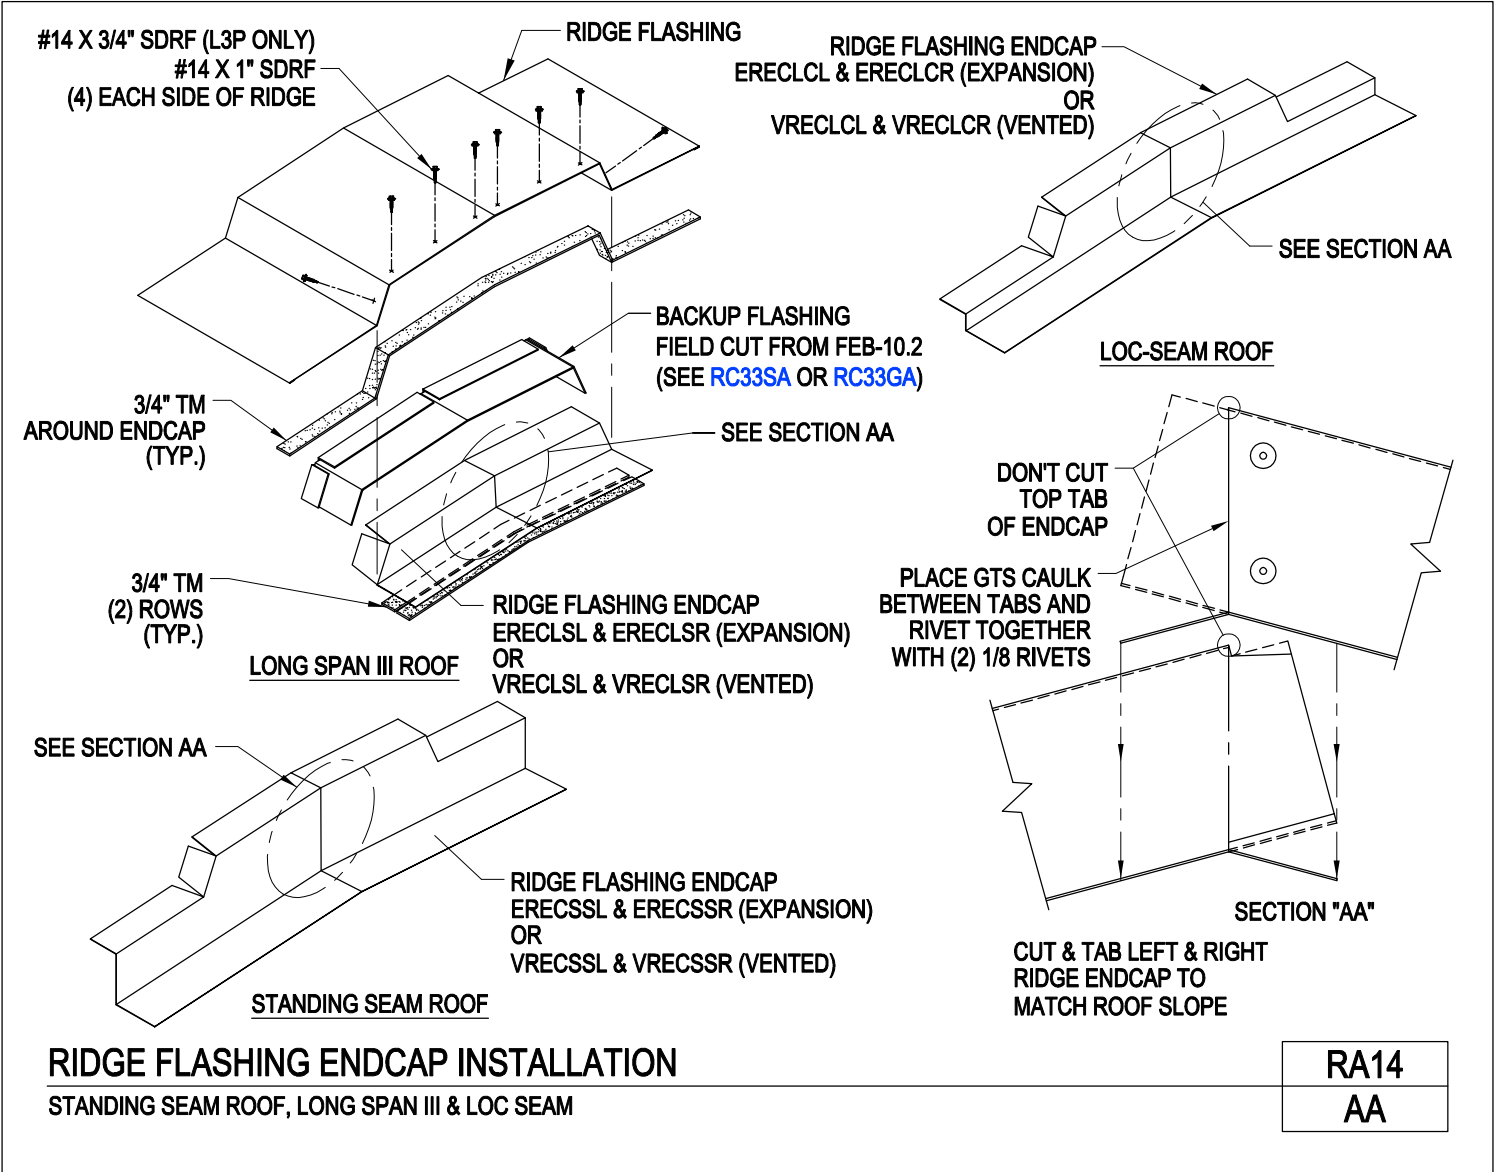 #14 X 3/4" SDRF (L3P ONLY)
#14 X 1" SDRF
(4) EACH SIDE OF RIDGE
RIDGE FLASHING
RIDGE FLASHING ENDCAP
ERECLCL & ERECLCR (EXPANSION)
OR
VRECLCL & VRECLCR (VENTED)
SEE SECTION AA
LOC-SEAM ROOF
BACKUP FLASHING
FIELD CUT FROM FEB-10.2
(SEE RC33SA OR RC33GA)
3/4" TM
AROUND ENDCAP
(TYP.)
SEE SECTION AA
3/4" TM
(2) ROWS
(TYP.)
RIDGE FLASHING ENDCAP
ERECLSL & ERECLSR (EXPANSION)
OR
VRECLSL & VRECLSR (VENTED)
LONG SPAN III ROOF
DON'T CUT
TOP TAB
OF ENDCAP
PLACE GTS CAULK
BETWEEN TABS AND
RIVET TOGETHER
WITH (2) 1/8 RIVETS
SEE SECTION AA
RIDGE FLASHING ENDCAP
ERECSSL & ERECSSR (EXPANSION)
OR
VRECSSL & VRECSSR (VENTED)
STANDING SEAM ROOF
SECTION "AA"
CUT & TAB LEFT & RIGHT
RIDGE ENDCAP TO
MATCH ROOF SLOPE
RIDGE FLASHING ENDCAP INSTALLATION
STANDING SEAM ROOF, LONG SPAN III & LOC SEAM
RA14
AA